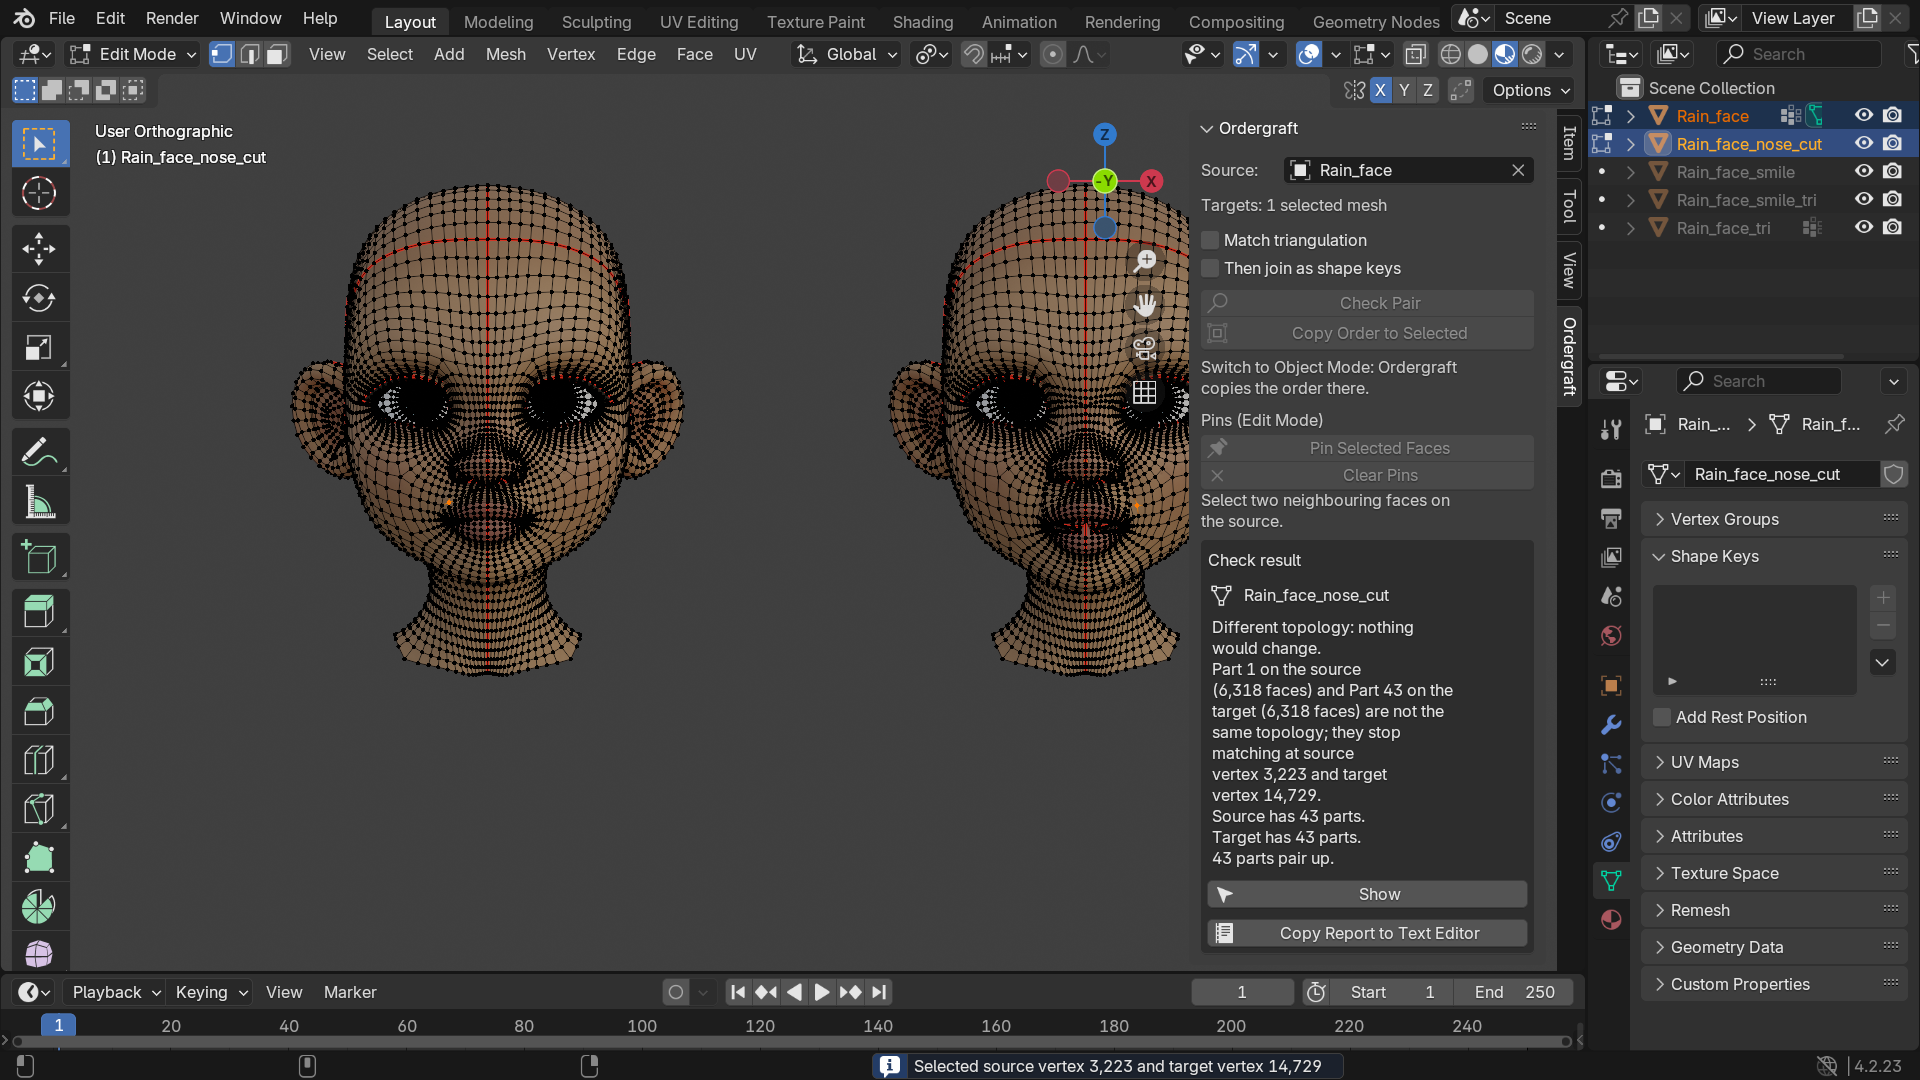 File Edit Render Window Help
Layout Modeling Sculpting UV Editing Texture Paint Shading Animation Rendering Compositing Geometry Nodes
Scene
View Layer
Edit Mode View Select Add Mesh Vertex Edge Face UV
Global
Search
X Y Z Options
User Orthographic
(1) Rain_face_nose_cut
Z
-Y
X
Ordergraft
Source: Rain_face
Targets: 1 selected mesh
Match triangulation
Then join as shape keys
Check Pair
Copy Order to Selected
Switch to Object Mode: Ordergraft
copies the order there.
Pins (Edit Mode)
Pin Selected Faces
Clear Pins
Select two neighbouring faces on
the source.
Check result
Rain_face_nose_cut
Different topology: nothing
would change.
Part 1 on the source
(6,318 faces) and Part 43 on the
target (6,318 faces) are not the
same topology; they stop
matching at source
vertex 3,223 and target
vertex 14,729.
Source has 43 parts.
Target has 43 parts.
43 parts pair up.
Show
Copy Report to Text Editor
Item
Tool
View
Ordergraft
Scene Collection
Rain_face
Rain_face_nose_cut
Rain_face_smile
Rain_face_smile_tri
Rain_face_tri
Search
Rain_... Rain_f...
Rain_face_nose_cut
Vertex Groups
Shape Keys
Add Rest Position
UV Maps
Color Attributes
Attributes
Texture Space
Remesh
Geometry Data
Custom Properties
Playback Keying View Marker
1 Start 1 End 250
1 20 40 60 80 100 120 140 160 180 200 220 240
Selected source vertex 3,223 and target vertex 14,729
4.2.23